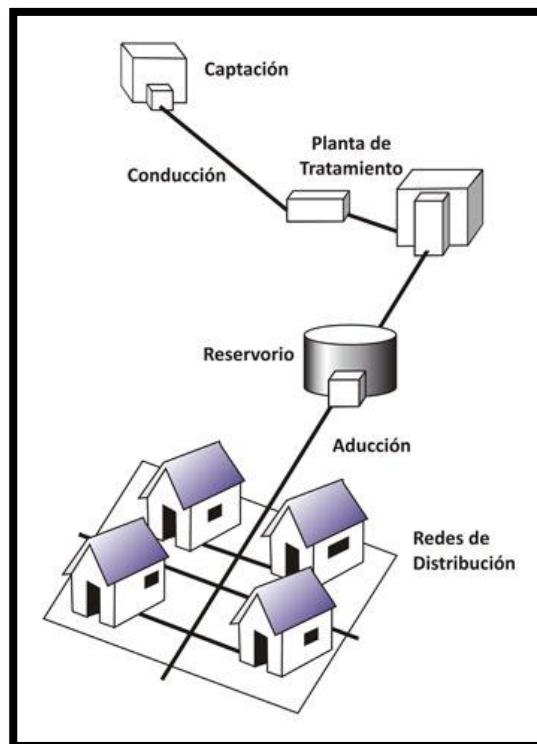 Captación
Planta de
Tratamiento
Conducción
Reservorio
Aducción
Redes de
Distribución